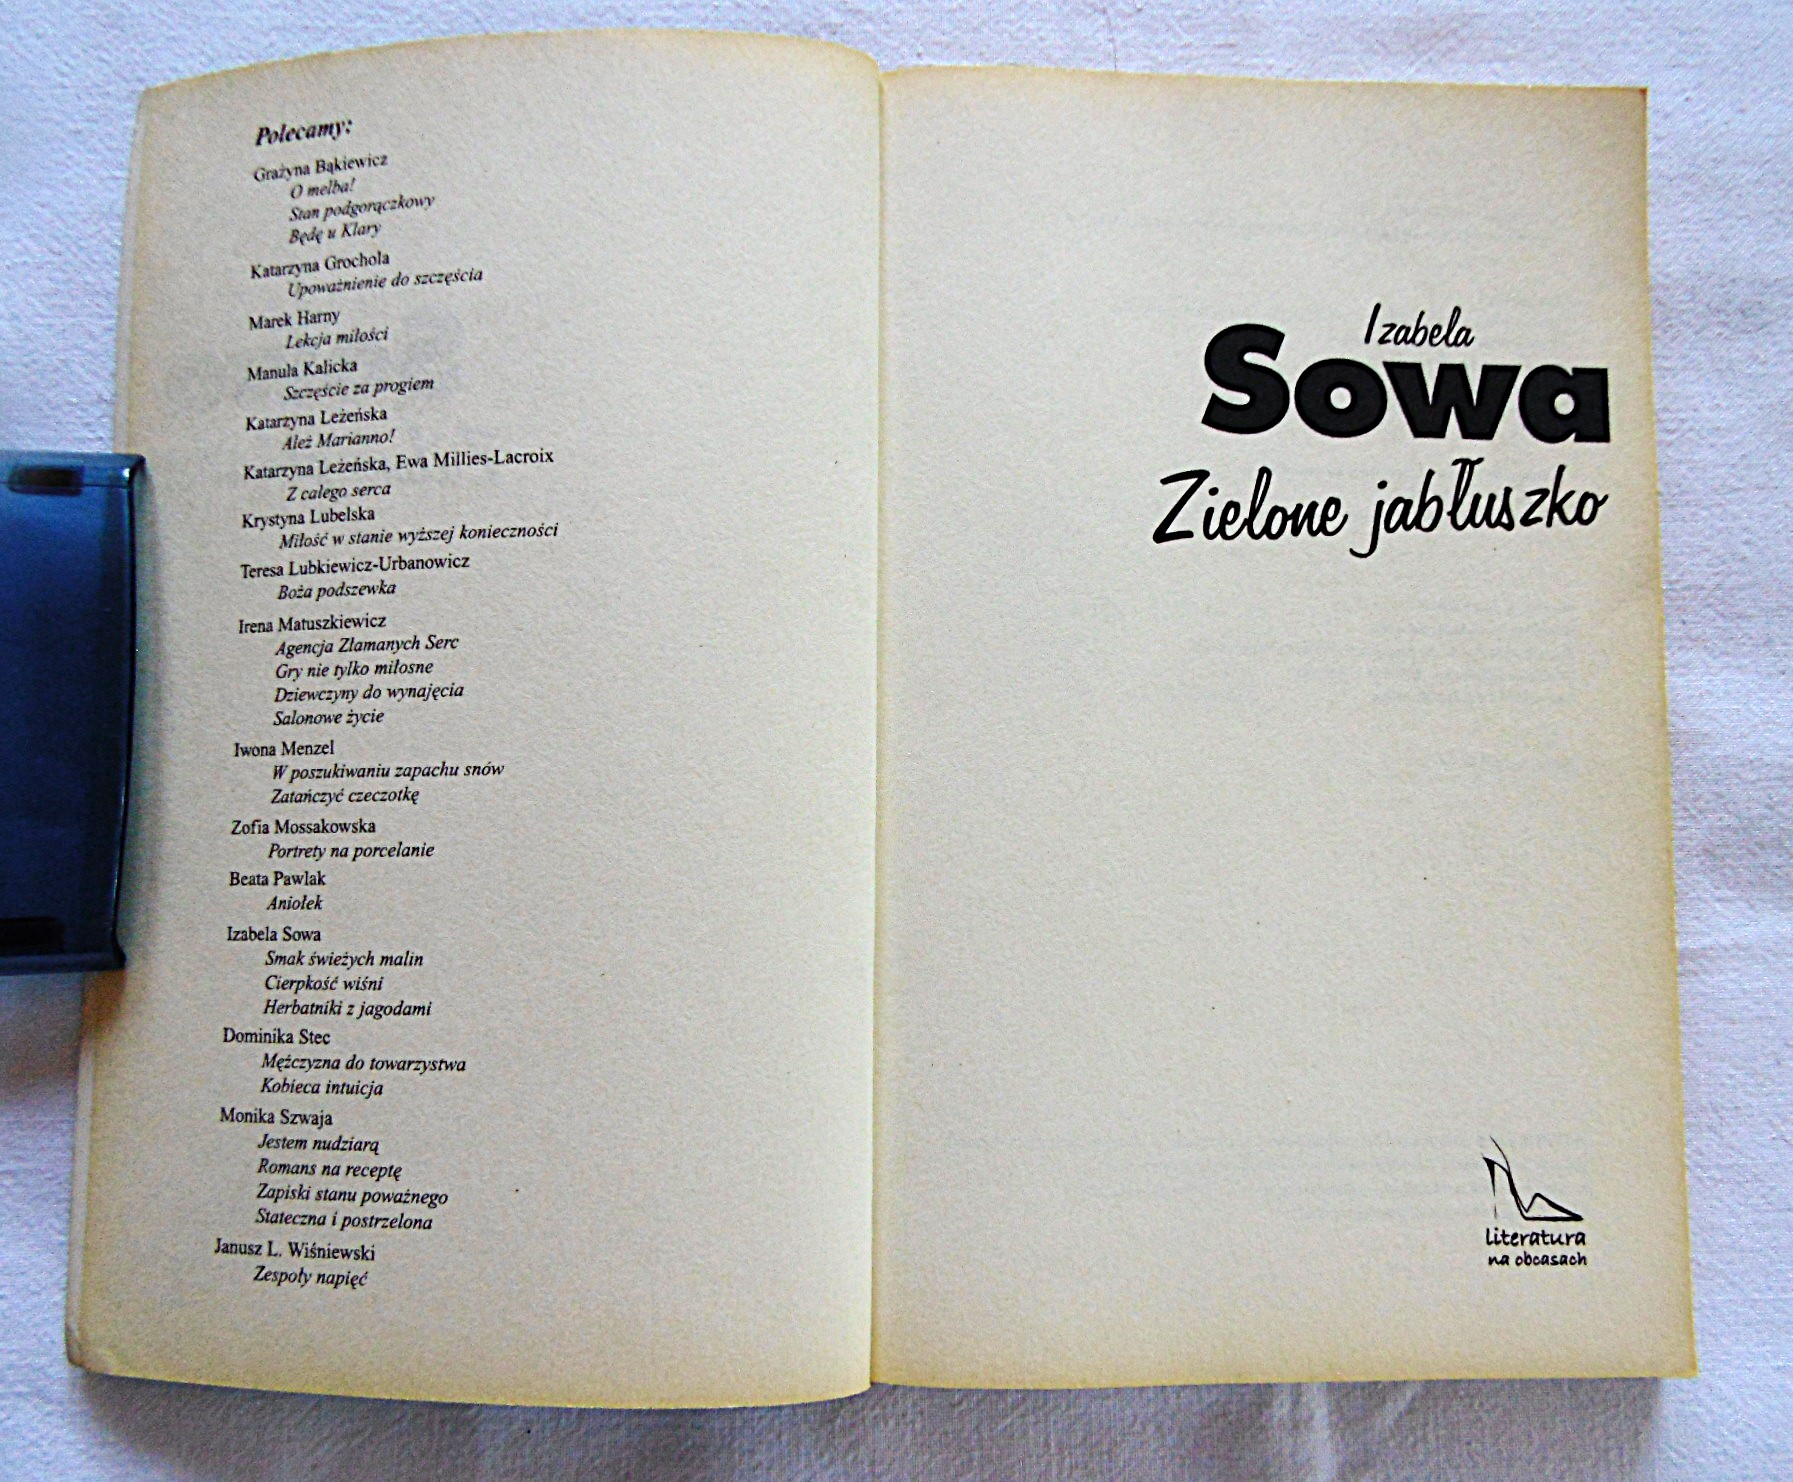 Polecamy:
Grażyna Bąkiewicz
O melba!
Stan podgorączkowy
Będę u Klary
Katarzyna Grochola
Upoważnienie do szczęścia
Marek Harny
Lekcja miłości
Manula Kalicka
Szczęście za progiem
Katarzyna Leżeńska
Ależ Marianno!
Katarzyna Leżeńska, Ewa Millies-Lacroix
Z całego serca
Krystyna Lubelska
Miłość w stanie wyższej konieczności
Teresa Lubkiewicz-Urbanowicz
Boża podszewka
Irena Matuszkiewicz
Agencja Złamanych Serc
Gry nie tylko miłosne
Dziewczyny do wynajęcia
Salonowe życie
Iwona Menzel
W poszukiwaniu zapachu snów
Zatańczyć czeczotkę
Zofia Mossakowska
Portrety na porcelanie
Beata Pawlak
Aniołek
Izabela Sowa
Smak świeżych malin
Cierpkość wiśni
Herbatniki z jagodami
Dominika Stec
Mężczyzna do towarzystwa
Kobieca intuicja
Monika Szwaja
Jestem nudziarą
Romans na receptę
Zapiski stanu poważnego
Stateczna i postrzelona
Janusz L. Wiśniewski
Zespoły napięć
Izabela
Sowa
Zielone jabłuszko
literatura
na obcasach